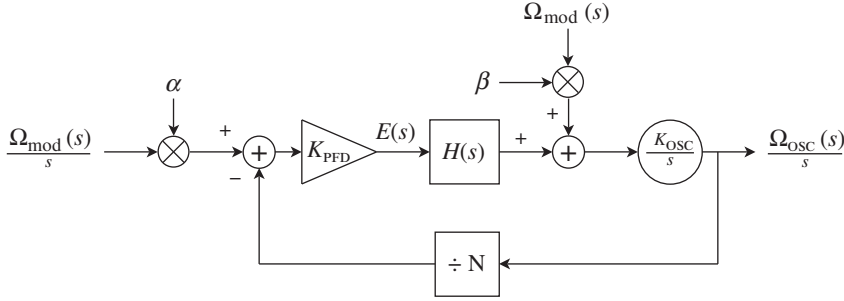 Ω_mod (s)
β
+
α
Ω_mod (s)
s
+
−
+
K_PFD
E(s)
H(s)
+
+
K_OSC
s
Ω_OSC (s)
s
÷ N